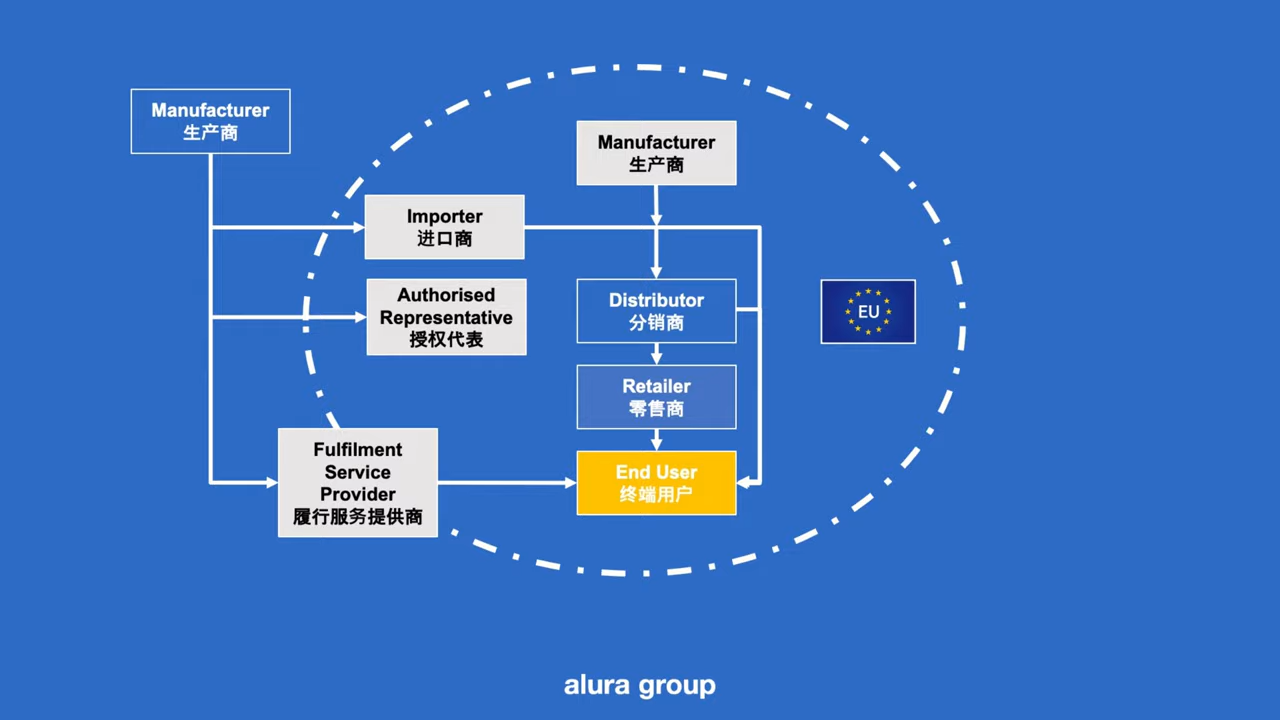 Manufacturer
生产商
Manufacturer
生产商
Importer
进口商
Authorised
Representative
授权代表
Distributor
分销商
EU
Retailer
零售商
Fulfilment
Service
Provider
履行服务提供商
End User
终端用户
alura group